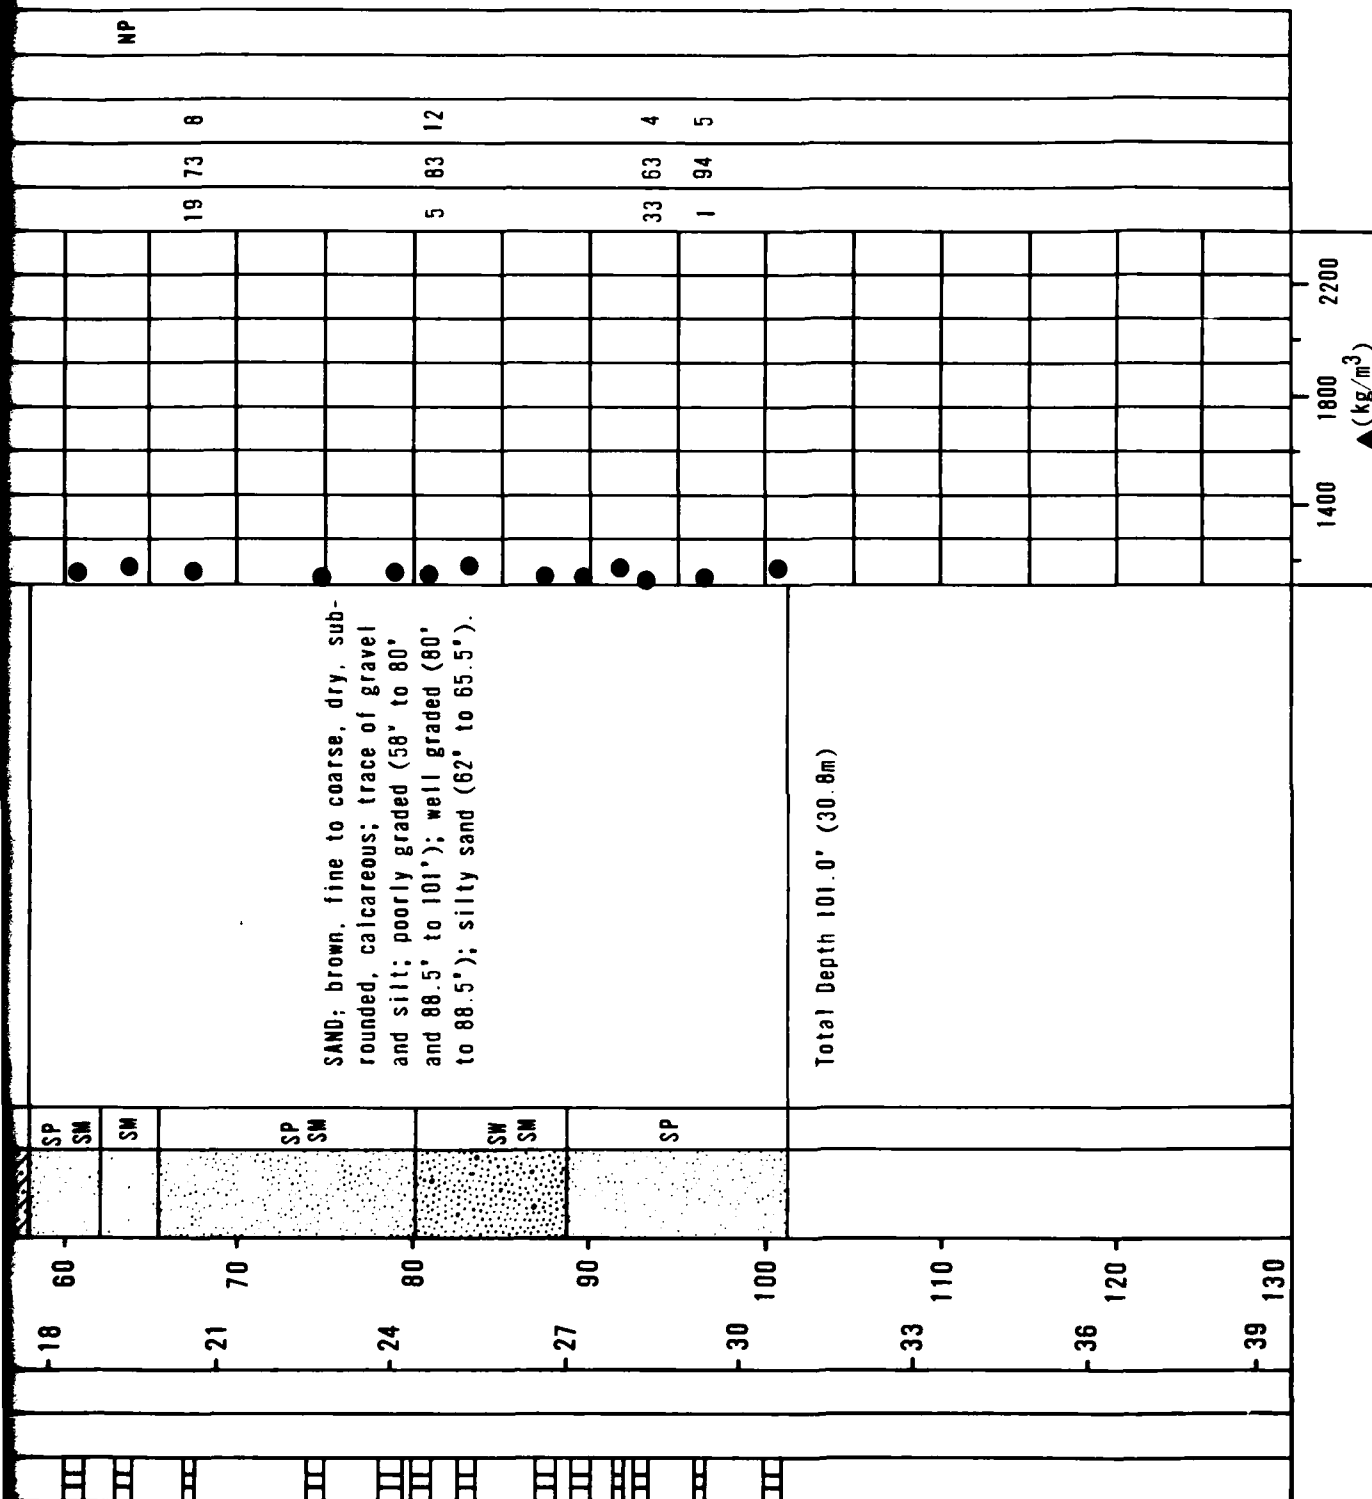 NP
19 73 8
5 83 12
33 63 4
1 94 5
1400 1800 2200
▲(kg/m³)
SAND; brown, fine to coarse, dry, sub-
rounded, calcareous; trace of gravel
and silt; poorly graded (58' to 80'
and 88.5' to 101'); well graded (80'
to 88.5'); silty sand (62' to 65.5').
Total Depth 101.0' (30.8m)
SP
SM
SM
SP
SM
SW
SM
SP
60
70
80
90
100
110
120
130
18
21
24
27
30
33
36
39